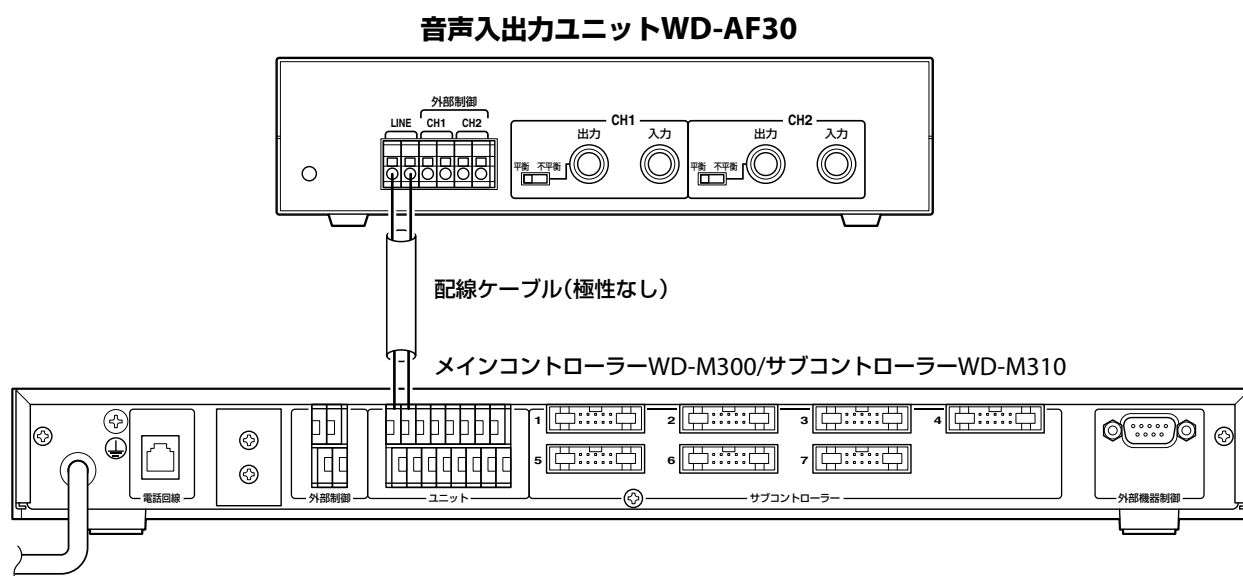 音声入出力ユニットWD-AF30
外部制御
LINE CH1 CH2
CH1
出力 入力
平衡 不平衡
CH2
出力 入力
平衡 不平衡
配線ケーブル(極性なし)
メインコントローラーWD-M300/サブコントローラーWD-M310
1 2 3 4
5 6 7
電話回線
外部制御
ユニット
サブコントローラー
外部機器制御